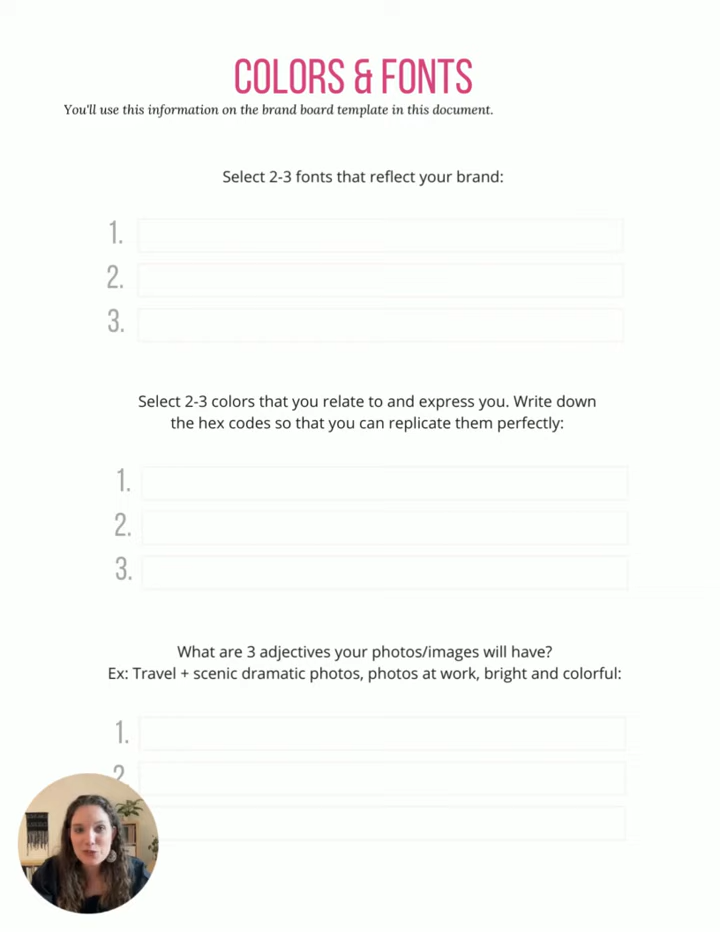 COLORS & FONTS
You'll use this information on the brand board template in this document.
Select 2-3 fonts that reflect your brand:
1.
2.
3.
Select 2-3 colors that you relate to and express you. Write down
the hex codes so that you can replicate them perfectly:
1.
2.
3.
What are 3 adjectives your photos/images will have?
Ex: Travel + scenic dramatic photos, photos at work, bright and colorful:
1.
2.